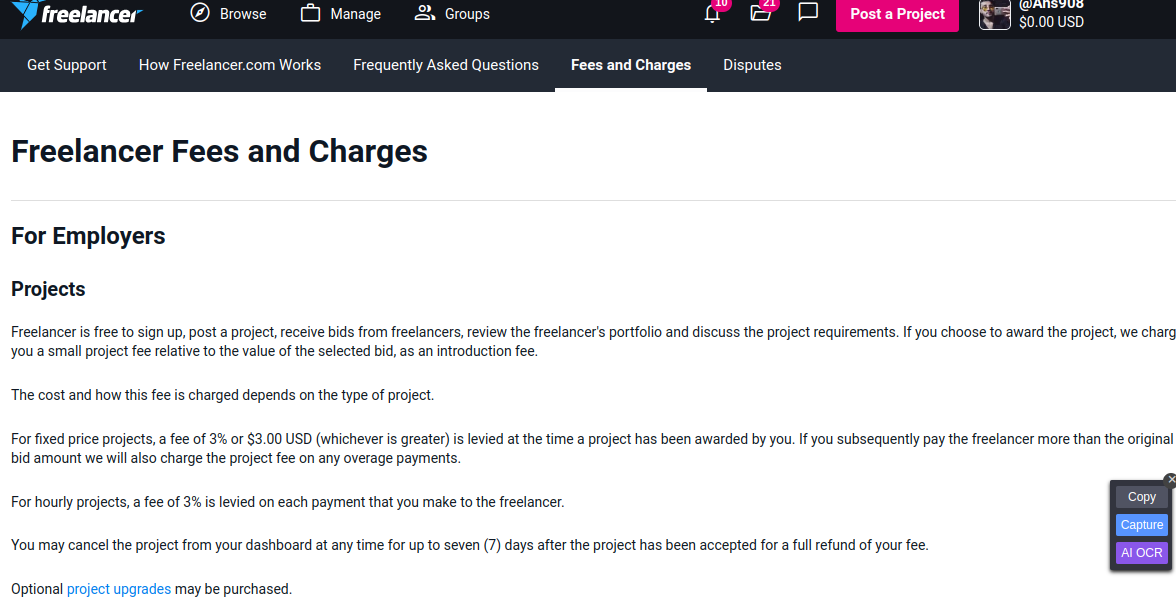 freelancer Browse Manage Groups 10 21 Post a Project @Ans908
$0.00 USD
Get Support How Freelancer.com Works Frequently Asked Questions Fees and Charges Disputes
Freelancer Fees and Charges
For Employers
Projects
Freelancer is free to sign up, post a project, receive bids from freelancers, review the freelancer's portfolio and discuss the project requirements. If you choose to award the project, we charg
you a small project fee relative to the value of the selected bid, as an introduction fee.
The cost and how this fee is charged depends on the type of project.
For fixed price projects, a fee of 3% or $3.00 USD (whichever is greater) is levied at the time a project has been awarded by you. If you subsequently pay the freelancer more than the original
bid amount we will also charge the project fee on any overage payments.
For hourly projects, a fee of 3% is levied on each payment that you make to the freelancer.
You may cancel the project from your dashboard at any time for up to seven (7) days after the project has been accepted for a full refund of your fee.
Optional project upgrades may be purchased.
Copy
Capture
AI OCR